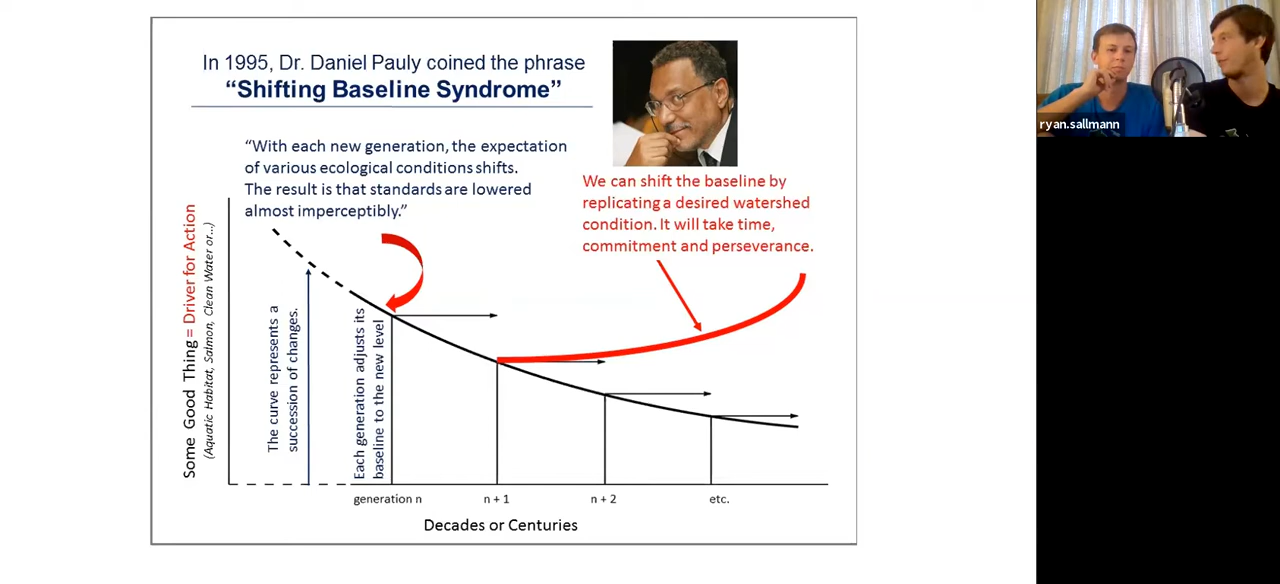 In 1995, Dr. Daniel Pauly coined the phrase
“Shifting Baseline Syndrome”
“With each new generation, the expectation
of various ecological conditions shifts.
The result is that standards are lowered
almost imperceptibly.”
We can shift the baseline by
replicating a desired watershed
condition. It will take time,
commitment and perseverance.
Some Good Thing = Driver for Action
(Aquatic Habitat, Salmon, Clean Water or...)
The curve represents a
succession of changes.
Each generation adjusts its
baseline to the new level
generation n
n + 1
n + 2
etc.
Decades or Centuries
ryan.sallmann